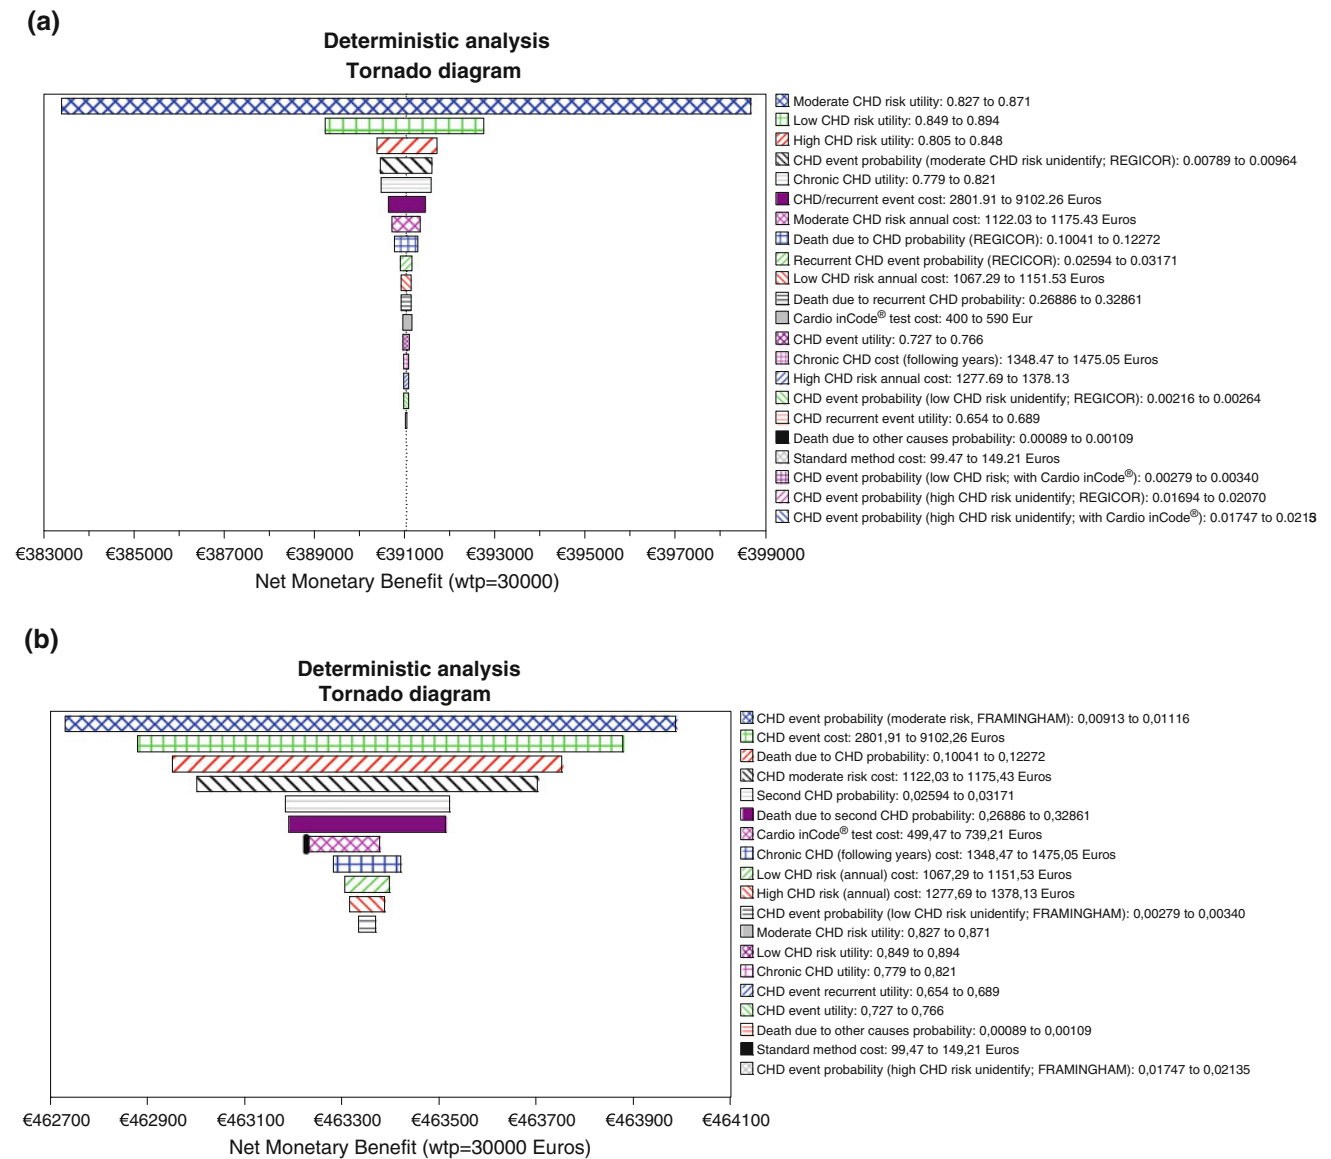 (a)
Deterministic analysis
Tornado diagram
Moderate CHD risk utility: 0.827 to 0.871
Low CHD risk utility: 0.849 to 0.894
High CHD risk utility: 0.805 to 0.848
CHD event probability (moderate CHD risk unidentify; REGICOR): 0.00789 to 0.00964
Chronic CHD utility: 0.779 to 0.821
CHD/recurrent event cost: 2801.91 to 9102.26 Euros
Moderate CHD risk annual cost: 1122.03 to 1175.43 Euros
Death due to CHD probability (REGICOR): 0.10041 to 0.12272
Recurrent CHD event probability (RECICOR): 0.02594 to 0.03171
Low CHD risk annual cost: 1067.29 to 1151.53 Euros
Death due to recurrent CHD probability: 0.26886 to 0.32861
Cardio inCode® test cost: 400 to 590 Eur
CHD event utility: 0.727 to 0.766
Chronic CHD cost (following years): 1348.47 to 1475.05 Euros
High CHD risk annual cost: 1277.69 to 1378.13
CHD event probability (low CHD risk unidentify; REGICOR): 0.00216 to 0.00264
CHD recurrent event utility: 0.654 to 0.689
Death due to other causes probability: 0.00089 to 0.00109
Standard method cost: 99.47 to 149.21 Euros
CHD event probability (low CHD risk; with Cardio inCode®): 0.00279 to 0.00340
CHD event probability (high CHD risk unidentify; REGICOR): 0.01694 to 0.02070
CHD event probability (high CHD risk unidentify; with Cardio inCode®): 0.01747 to
€383000 €385000 €387000 €389000 €391000 €393000 €395000 €397000 €399000
Net Monetary Benefit (wtp=30000)
(b)
Deterministic analysis
Tornado diagram
CHD event probability (moderate risk, FRAMINGHAM): 0,00913 to 0,01116
CHD event cost: 2801,91 to 9102,26 Euros
Death due to CHD probability: 0,10041 to 0,12272
CHD moderate risk cost: 1122,03 to 1175,43 Euros
Second CHD probability: 0,02594 to 0,03171
Death due to second CHD probability: 0,26886 to 0,32861
Cardio inCode® test cost: 499,47 to 739,21 Euros
Chronic CHD (following years) cost: 1348,47 to 1475,05 Euros
Low CHD risk (annual) cost: 1067,29 to 1151,53 Euros
High CHD risk (annual) cost: 1277,69 to 1378,13 Euros
CHD event probability (low CHD risk unidentify; FRAMINGHAM): 0,00279 to 0,00340
Moderate CHD risk utility: 0,827 to 0,871
Low CHD risk utility: 0,849 to 0,894
Chronic CHD utility: 0,779 to 0,821
CHD event recurrent utility: 0,654 to 0,689
CHD event utility: 0,727 to 0,766
Death due to other causes probability: 0,00089 to 0,00109
Standard method cost: 99,47 to 149,21 Euros
CHD event probability (high CHD risk unidentify; FRAMINGHAM): 0,01747 to 0,02135
€462700 €462900 €463100 €463300 €463500 €463700 €463900 €464100
Net Monetary Benefit (wtp=30000 Euros)